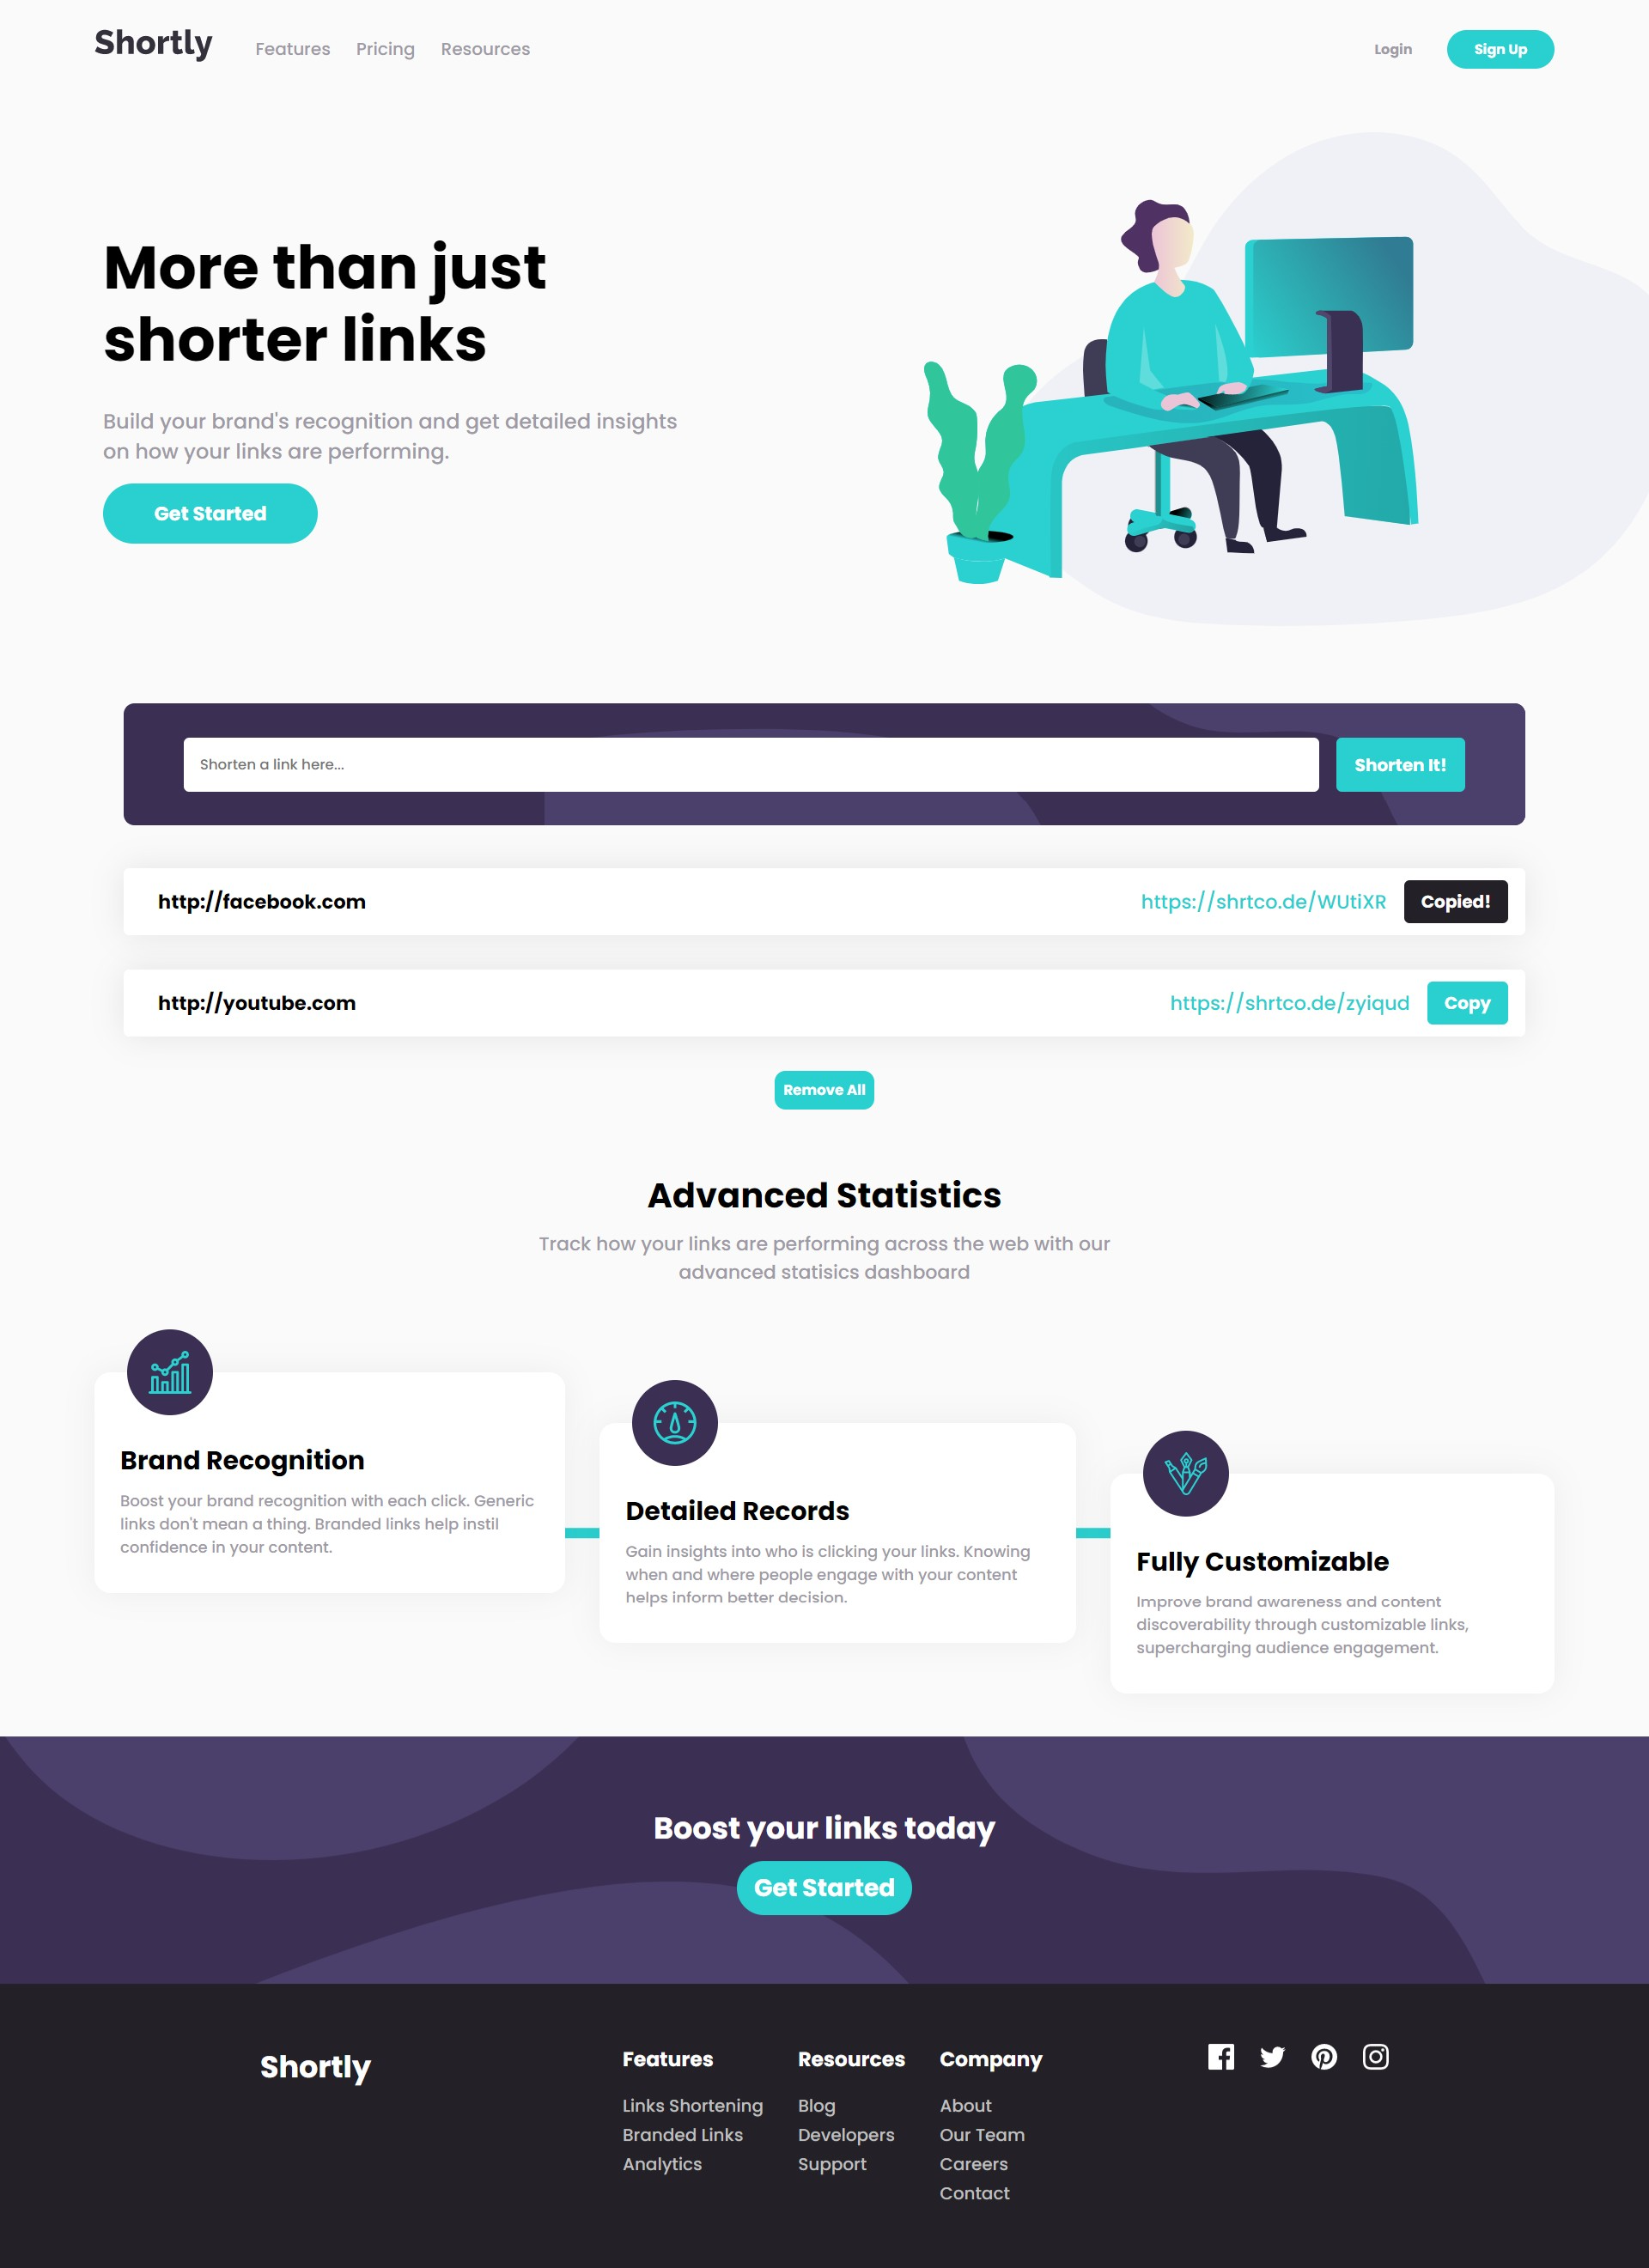 Shortly
Features
Pricing
Resources
Login
Sign Up
More than just
shorter links
Build your brand's recognition and get detailed insights
on how your links are performing.
Get Started
Shorten a link here...
Shorten It!
http://facebook.com
https://shrtco.de/WUtiXR
Copied!
http://youtube.com
https://shrtco.de/zyiqud
Copy
Remove All
Advanced Statistics
Track how your links are performing across the web with our
advanced statisics dashboard
Brand Recognition
Boost your brand recognition with each click. Generic
links don't mean a thing. Branded links help instil
confidence in your content.
Detailed Records
Gain insights into who is clicking your links. Knowing
when and where people engage with your content
helps inform better decision.
Fully Customizable
Improve brand awareness and content
discoverability through customizable links,
supercharging audience engagement.
Boost your links today
Get Started
Shortly
Features
Links Shortening
Branded Links
Analytics
Resources
Blog
Developers
Support
Company
About
Our Team
Careers
Contact